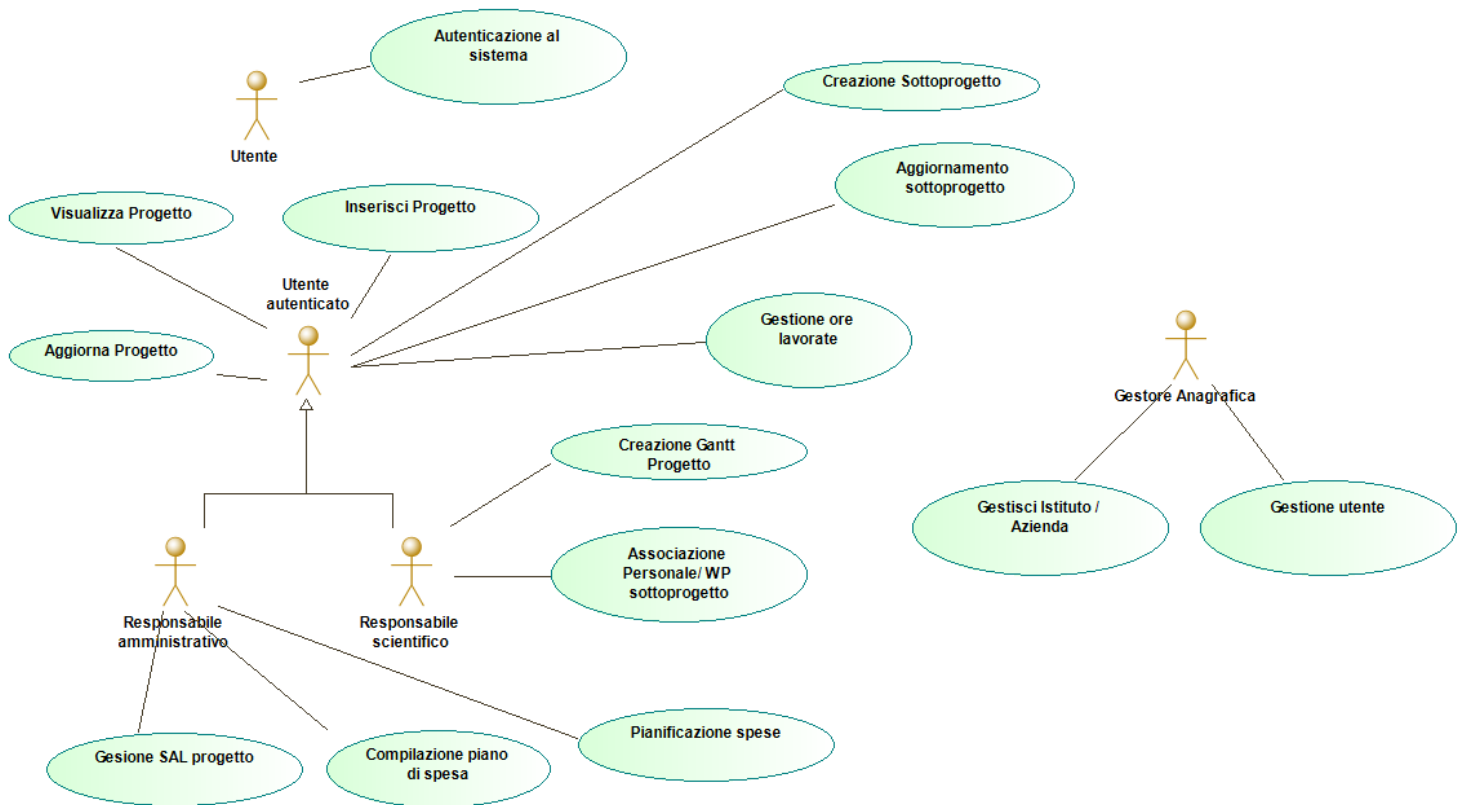 Autenticazione al
sistema
Creazione Sottoprogetto
Utente
Aggiornamento
sottoprogetto
Visualizza Progetto
Inserisci Progetto
Utente
autenticato
Gestione ore
lavorate
Aggiorna Progetto
Gestore Anagrafica
Creazione Gantt
Progetto
Gestisci Istituto /
Azienda
Gestione utente
Associazione
Personale/ WP
sottoprogetto
Responsabile
amministrativo
Responsabile
scientifico
Pianificazione spese
Gesione SAL progetto
Compilazione piano
di spesa